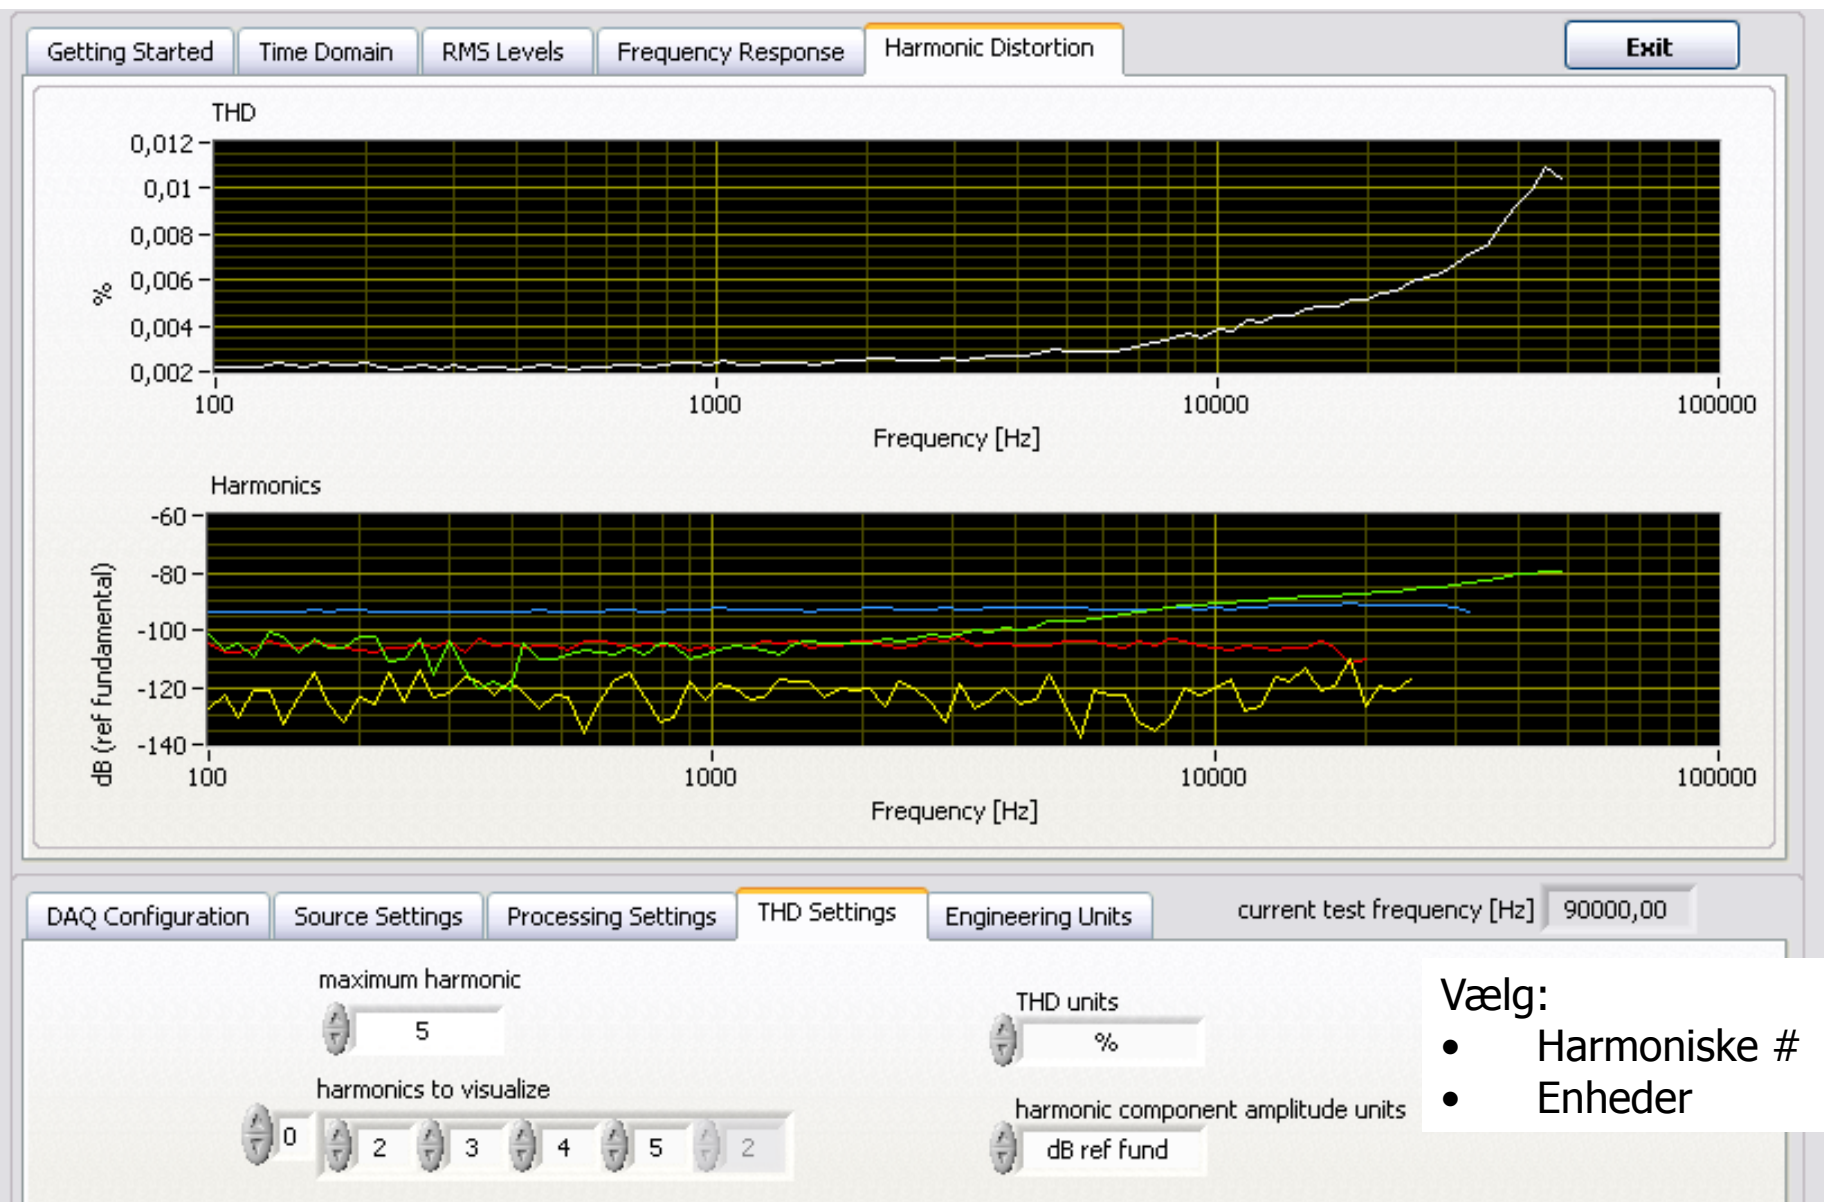 Getting Started Time Domain RMS Levels Frequency Response Harmonic Distortion Exit
THD
0,012
0,01
0,008
0,006
0,004
0,002
%
100 1000 10000 100000
Frequency [Hz]
Harmonics
-60
-80
-100
-120
-140
dB (ref fundamental)
100 1000 10000 100000
Frequency [Hz]
DAQ Configuration Source Settings Processing Settings THD Settings Engineering Units current test frequency [Hz] 90000,00
maximum harmonic
5
harmonics to visualize
0 2 3 4 5 2
THD units
%
harmonic component amplitude units
dB ref fund
Vælg:
• Harmoniske #
• Enheder